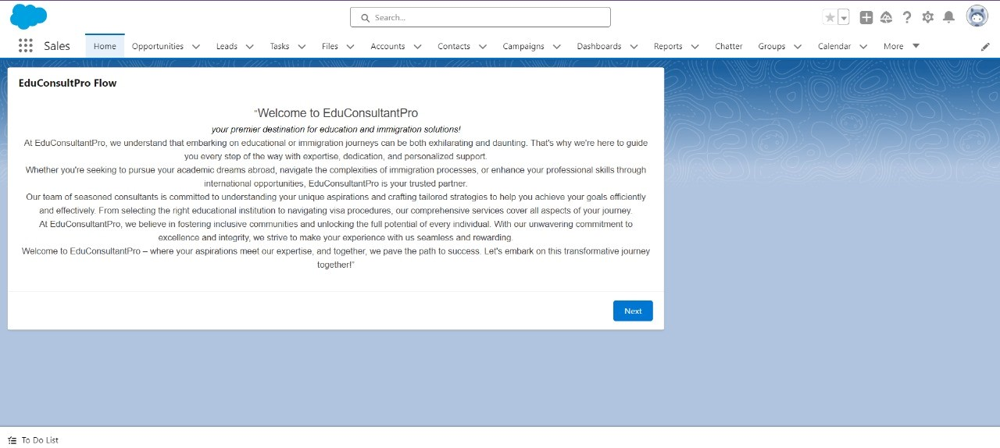 Search...
Sales Home Opportunities Leads Tasks Files Accounts Contacts Campaigns Dashboards Reports Chatter Groups Calendar More
EduConsultPro Flow
“Welcome to EduConsultantPro
your premier destination for education and immigration solutions!
At EduConsultantPro, we understand that embarking on educational or immigration journeys can be both exhilarating and daunting. That's why we're here to guide
you every step of the way with expertise, dedication, and personalized support.
Whether you're seeking to pursue your academic dreams abroad, navigate the complexities of immigration processes, or enhance your professional skills through
international opportunities, EduConsultantPro is your trusted partner.
Our team of seasoned consultants is committed to understanding your unique aspirations and crafting tailored strategies to help you achieve your goals efficiently
and effectively. From selecting the right educational institution to navigating visa procedures, our comprehensive services cover all aspects of your journey.
At EduConsultantPro, we believe in fostering inclusive communities and unlocking the full potential of every individual. With our unwavering commitment to
excellence and integrity, we strive to make your experience with us seamless and rewarding.
Welcome to EduConsultantPro – where your aspirations meet our expertise, and together, we pave the path to success. Let's embark on this transformative journey
together!”
Next
To Do List